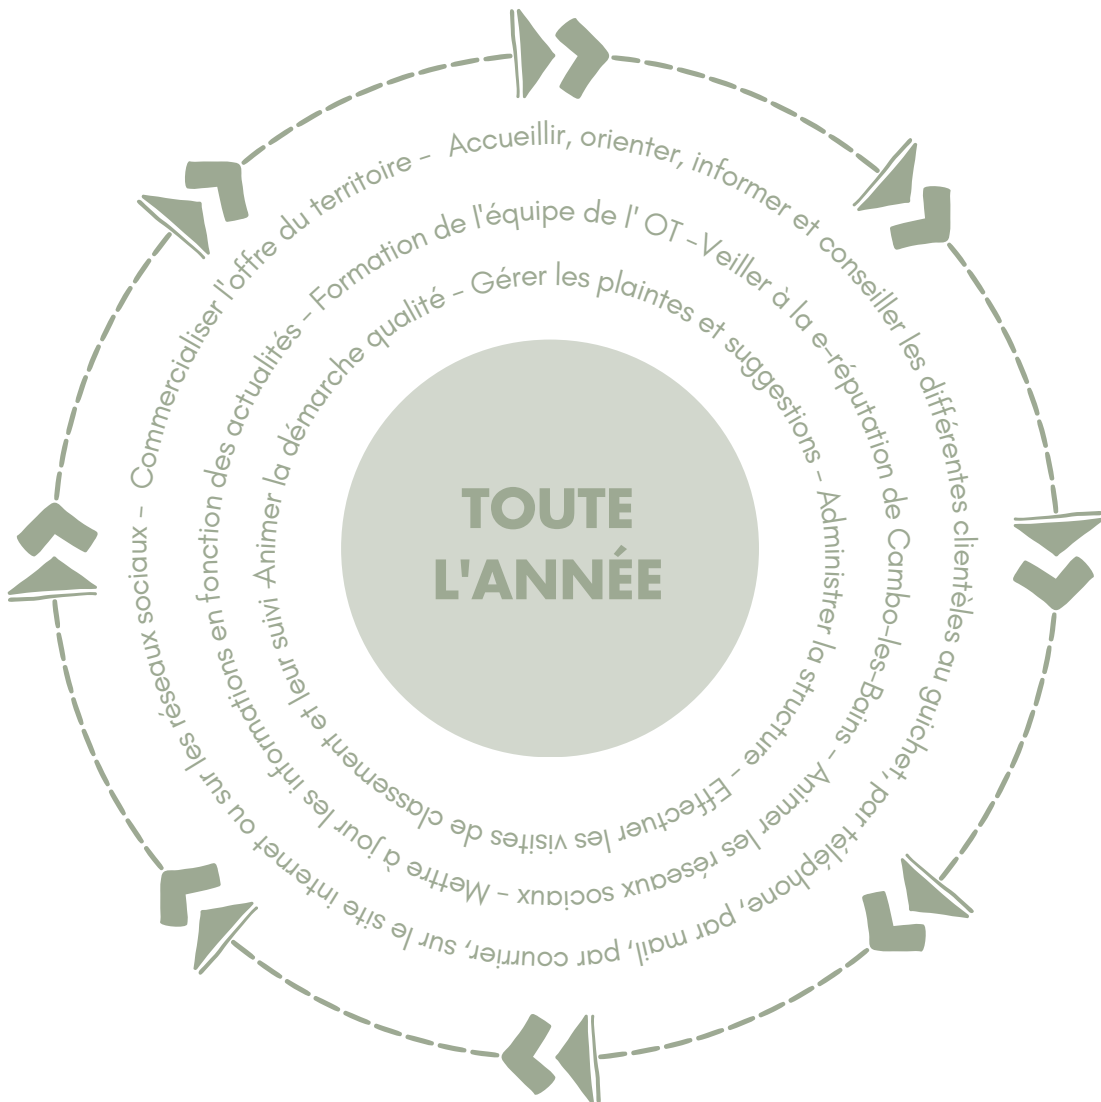 Accueillir, orienter, informer et conseiller les différentes clientèles au guichet, par téléphone, par mail, par courrier, sur le site internet ou sur les réseaux sociaux - Commercialiser l'offre du territoire -
Formation de l'équipe de l' OT -Veiller à la e-réputation de Cambo-les-Bains - Animer les réseaux sociaux - Mettre à jour les informations en fonction des actualités -
Gérer les plaintes et suggestions - Administrer la structure - Effectuer les visites de classement et leur suivi -Animer la démarche qualité -
TOUTE
L'ANNÉE